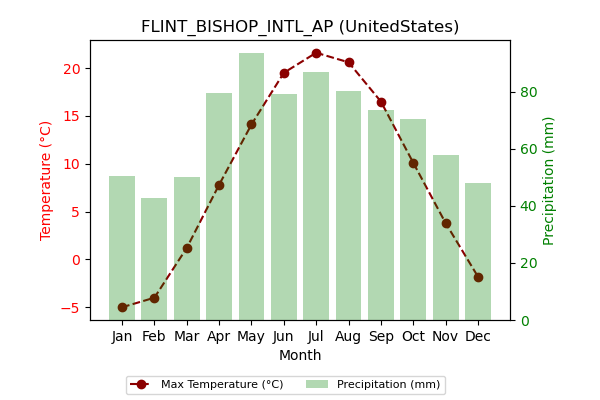 FLINT_BISHOP_INTL_AP (UnitedStates)
Temperature (°C)
20
15
10
5
0
−5
80
60
40
20
0
Precipitation (mm)
Jan Feb Mar Apr May Jun Jul Aug Sep Oct Nov Dec
Month
Max Temperature (°C) Precipitation (mm)